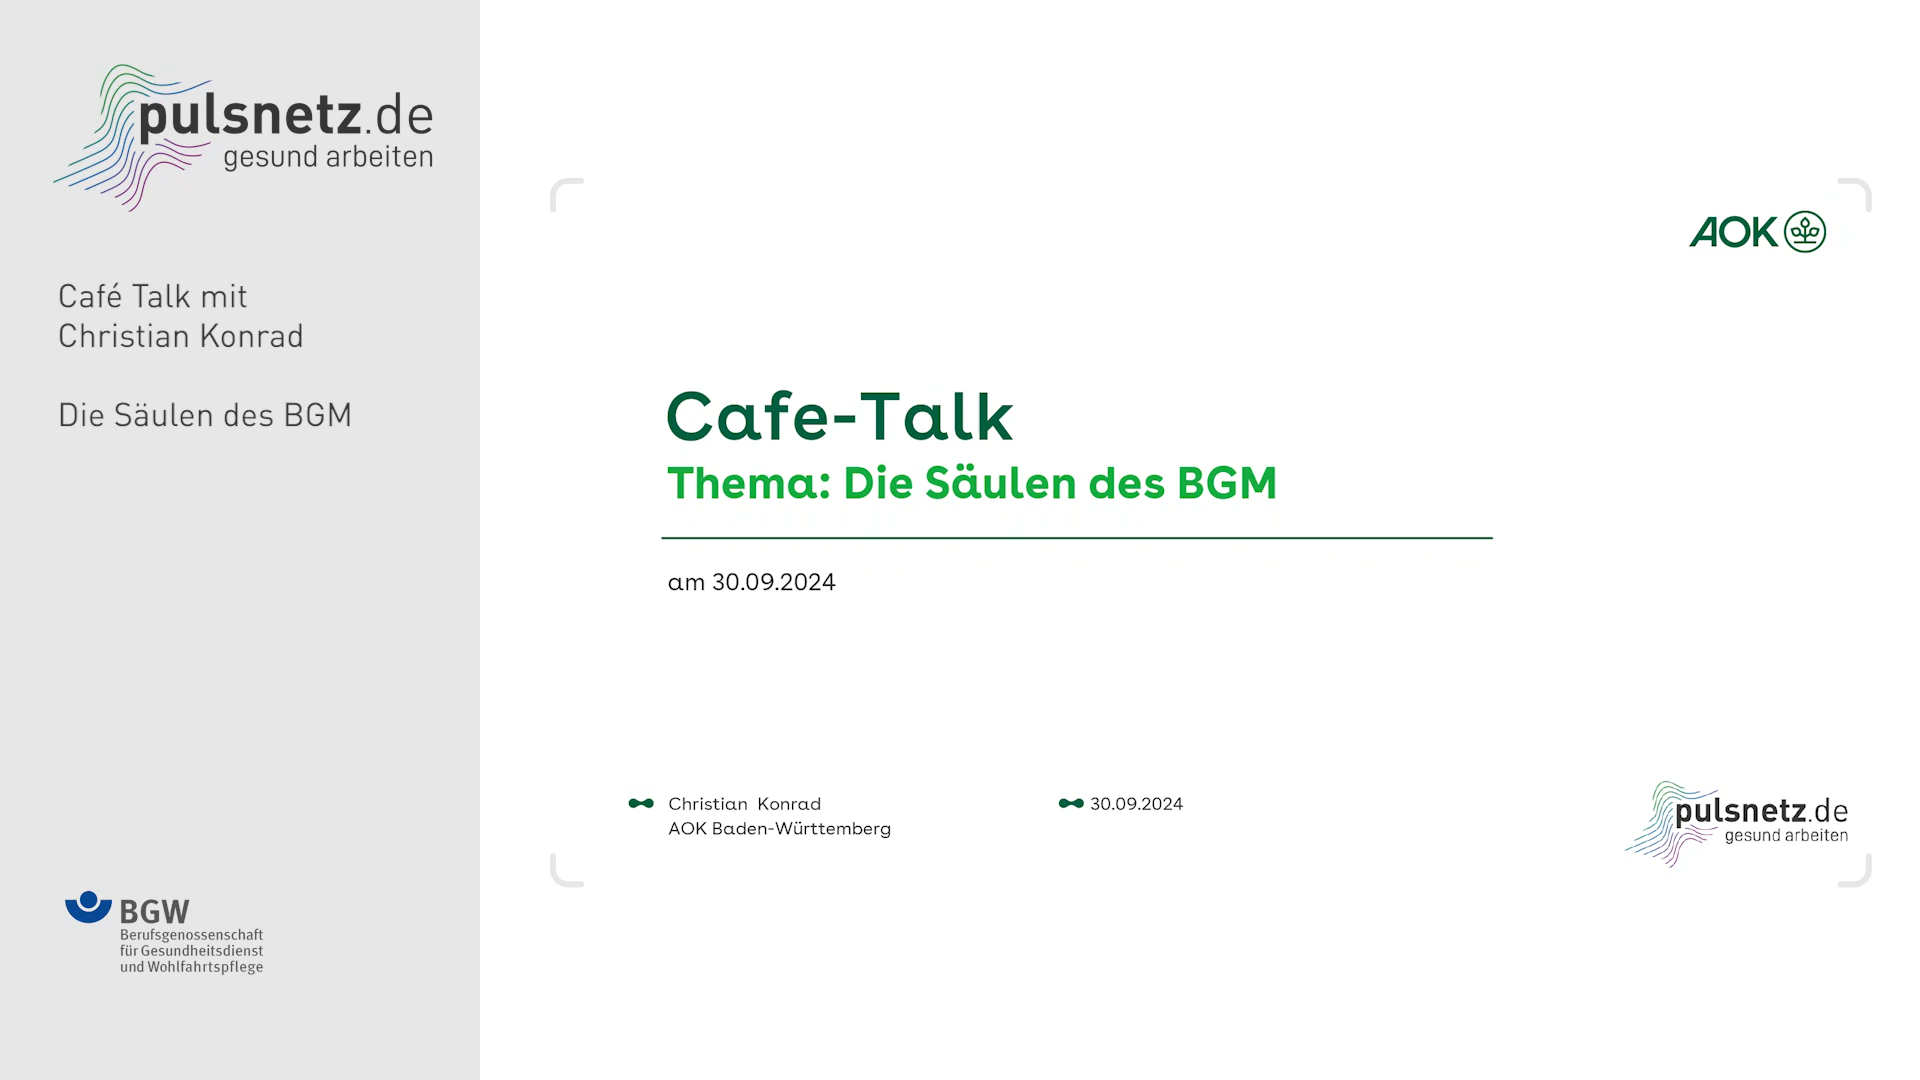 pulsnetz.de
gesund arbeiten
Café Talk mit
Christian Konrad
Die Säulen des BGM
BGW
Berufsgenossenschaft
für Gesundheitsdienst
und Wohlfahrtspflege
AOK
Cafe-Talk
Thema: Die Säulen des BGM
am 30.09.2024
Christian Konrad
AOK Baden-Württemberg
30.09.2024
pulsnetz.de
gesund arbeiten